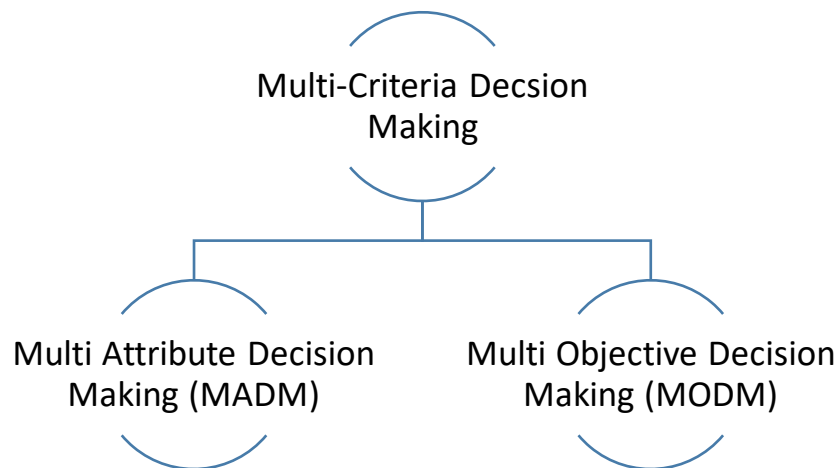 Multi-Criteria Decsion
Making
Multi Attribute Decision
Making (MADM)
Multi Objective Decision
Making (MODM)